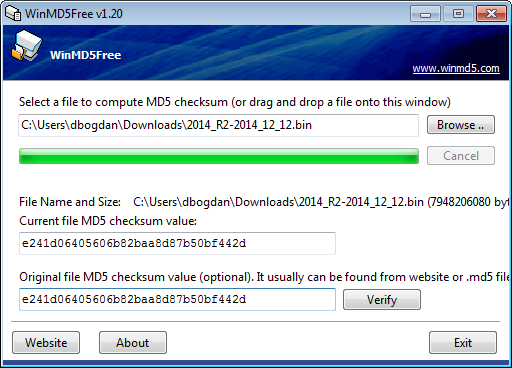 WinMD5Free v1.20
WinMD5Free
www.winmd5.com
Select a file to compute MD5 checksum (or drag and drop a file onto this window)
C:\Users\dbogdan\Downloads\2014_R2-2014_12_12.bin
Browse ..
Cancel
File Name and Size: C:\Users\dbogdan\Downloads\2014_R2-2014_12_12.bin (7948206080 byt
Current file MD5 checksum value:
e241d06405606b82baa8d87b50bf442d
Original file MD5 checksum value (optional). It usually can be found from website or .md5 file
e241d06405606b82baa8d87b50bf442d
Verify
Website
About
Exit